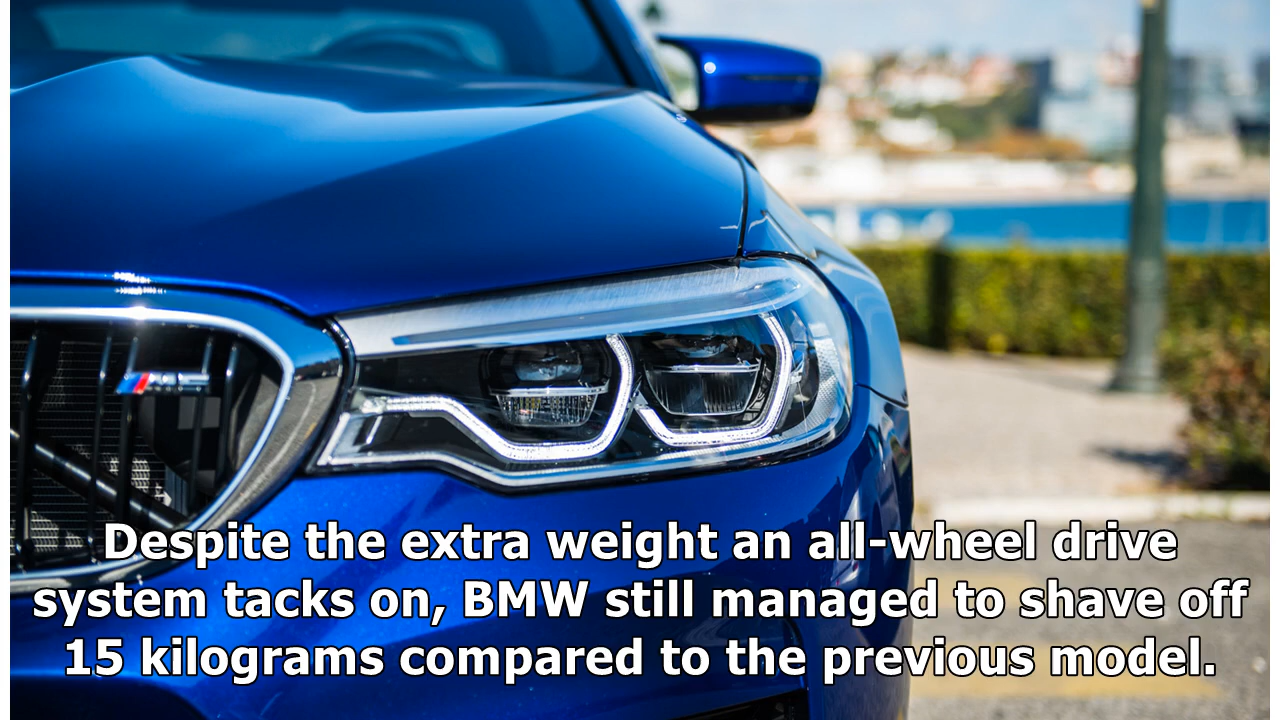 M5
Despite the extra weight an all-wheel drive
system tacks on, BMW still managed to shave off
15 kilograms compared to the previous model.